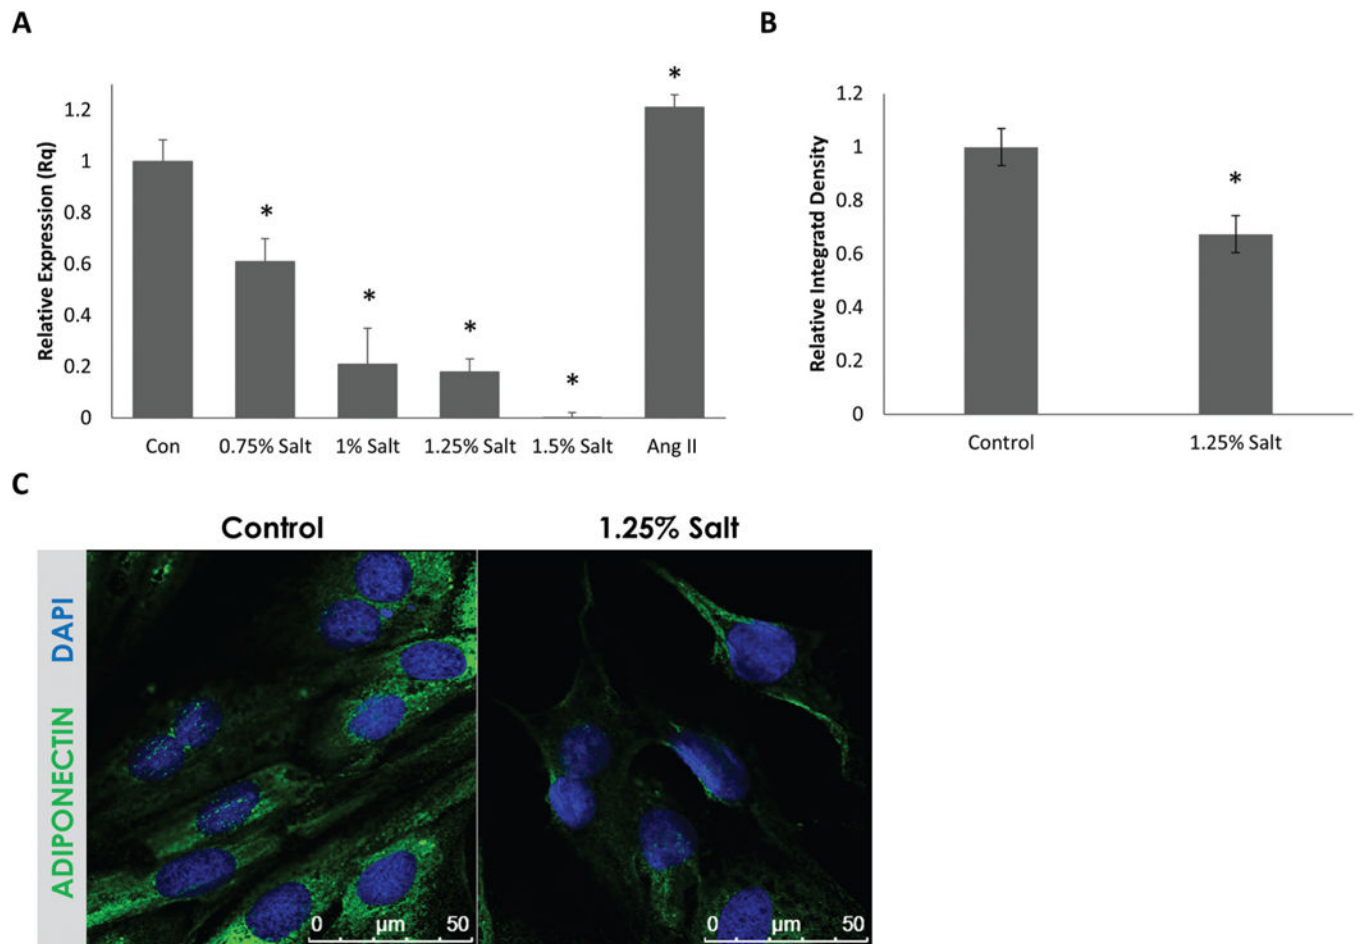 A
Relative Expression (Rq)
1.2
1
0.8
0.6
0.4
0.2
0
*
*
*
*
*
Con 0.75% Salt 1% Salt 1.25% Salt 1.5% Salt Ang II
B
Relative Integratd Density
1.2
1
0.8
0.6
0.4
0.2
0
*
Control 1.25% Salt
C
Control 1.25% Salt
ADIPONECTIN DAPI
0 µm 50
0 µm 50